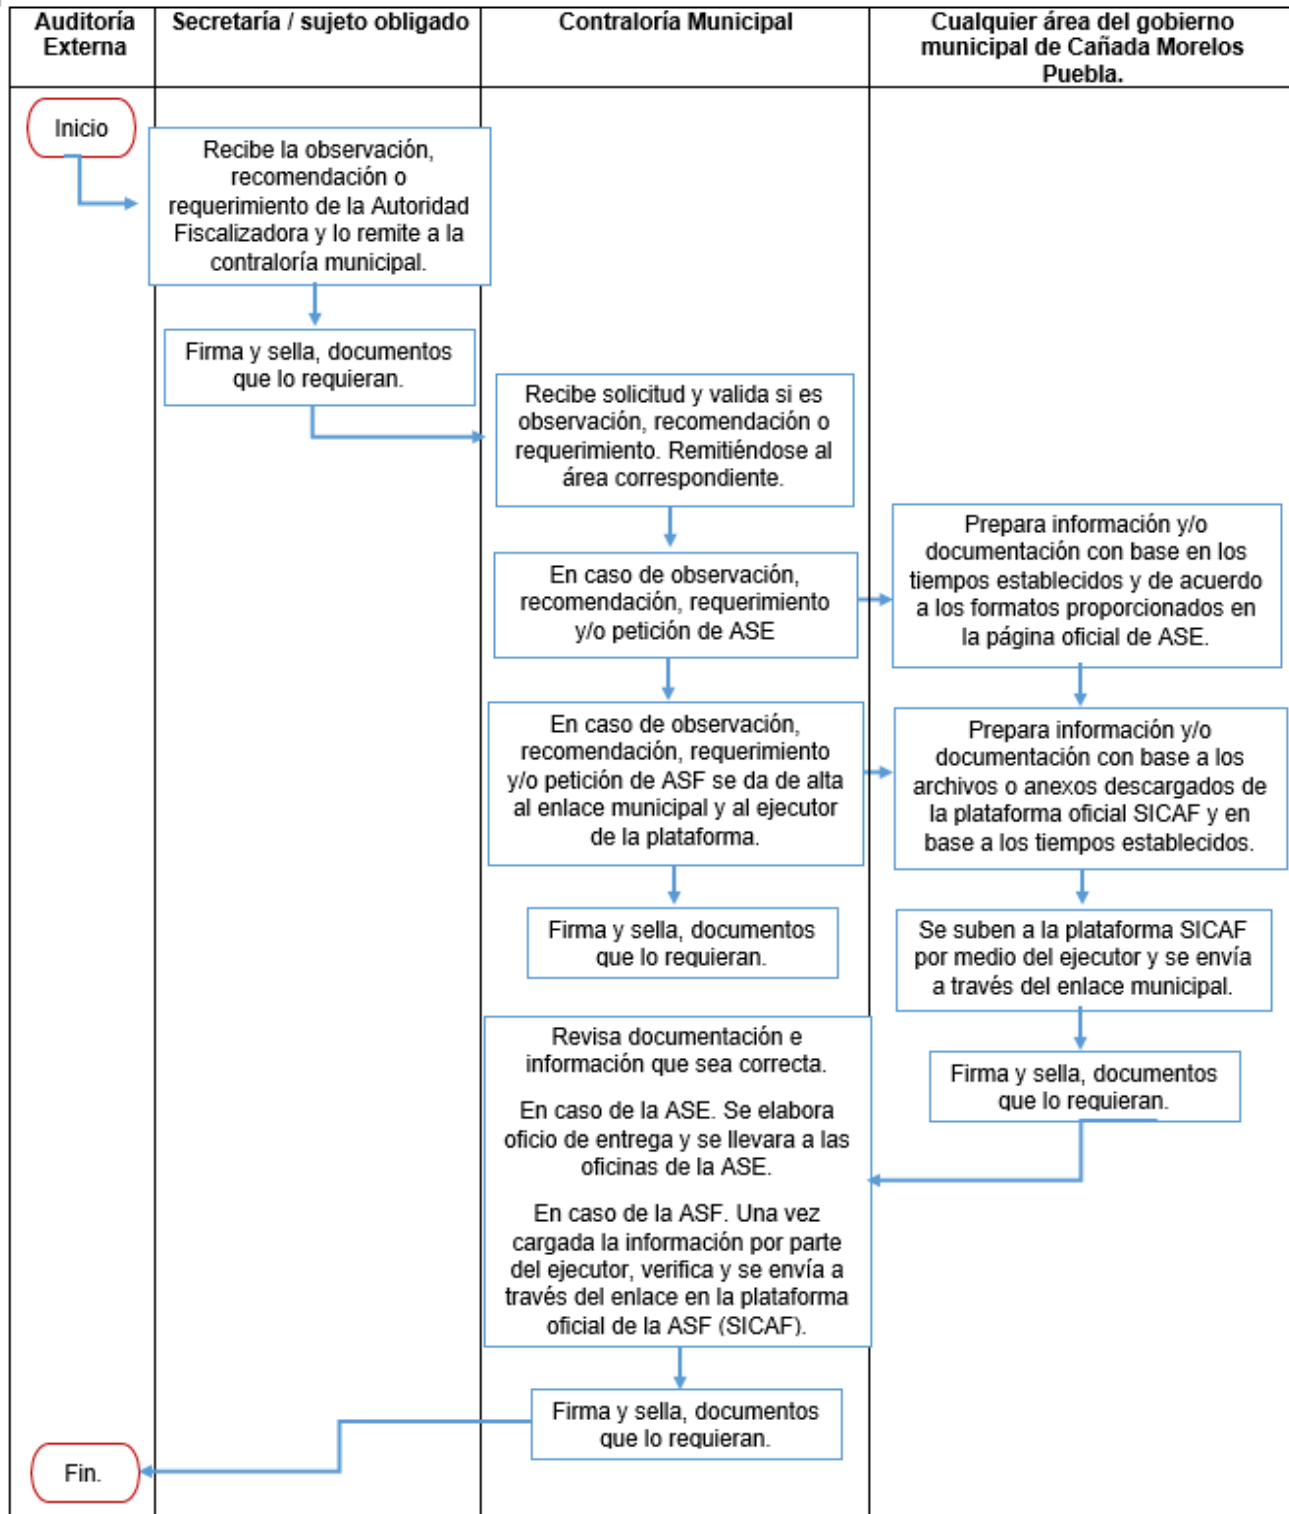 Auditoría
Externa
Secretaría / sujeto obligado
Contraloría Municipal
Cualquier área del gobierno
municipal de Cañada Morelos
Puebla.
Inicio
Recibe la observación,
recomendación o
requerimiento de la Autoridad
Fiscalizadora y lo remite a la
contraloría municipal.
Firma y sella, documentos
que lo requieran.
Recibe solicitud y valida si es
observación, recomendación o
requerimiento. Remitiéndose al
área correspondiente.
En caso de observación,
recomendación, requerimiento
y/o petición de ASE
Prepara información y/o
documentación con base en los
tiempos establecidos y de acuerdo
a los formatos proporcionados en
la página oficial de ASE.
En caso de observación,
recomendación, requerimiento
y/o petición de ASF se da de alta
al enlace municipal y al ejecutor
de la plataforma.
Prepara información y/o
documentación con base a los
archivos o anexos descargados de
la plataforma oficial SICAF y en
base a los tiempos establecidos.
Firma y sella, documentos
que lo requieran.
Se suben a la plataforma SICAF
por medio del ejecutor y se envía
a través del enlace municipal.
Firma y sella, documentos
que lo requieran.
Revisa documentación e
información que sea correcta.
En caso de la ASE. Se elabora
oficio de entrega y se llevara a las
oficinas de la ASE.
En caso de la ASF. Una vez
cargada la información por parte
del ejecutor, verifica y se envía a
través del enlace en la plataforma
oficial de la ASF (SICAF).
Firma y sella, documentos
que lo requieran.
Fin.